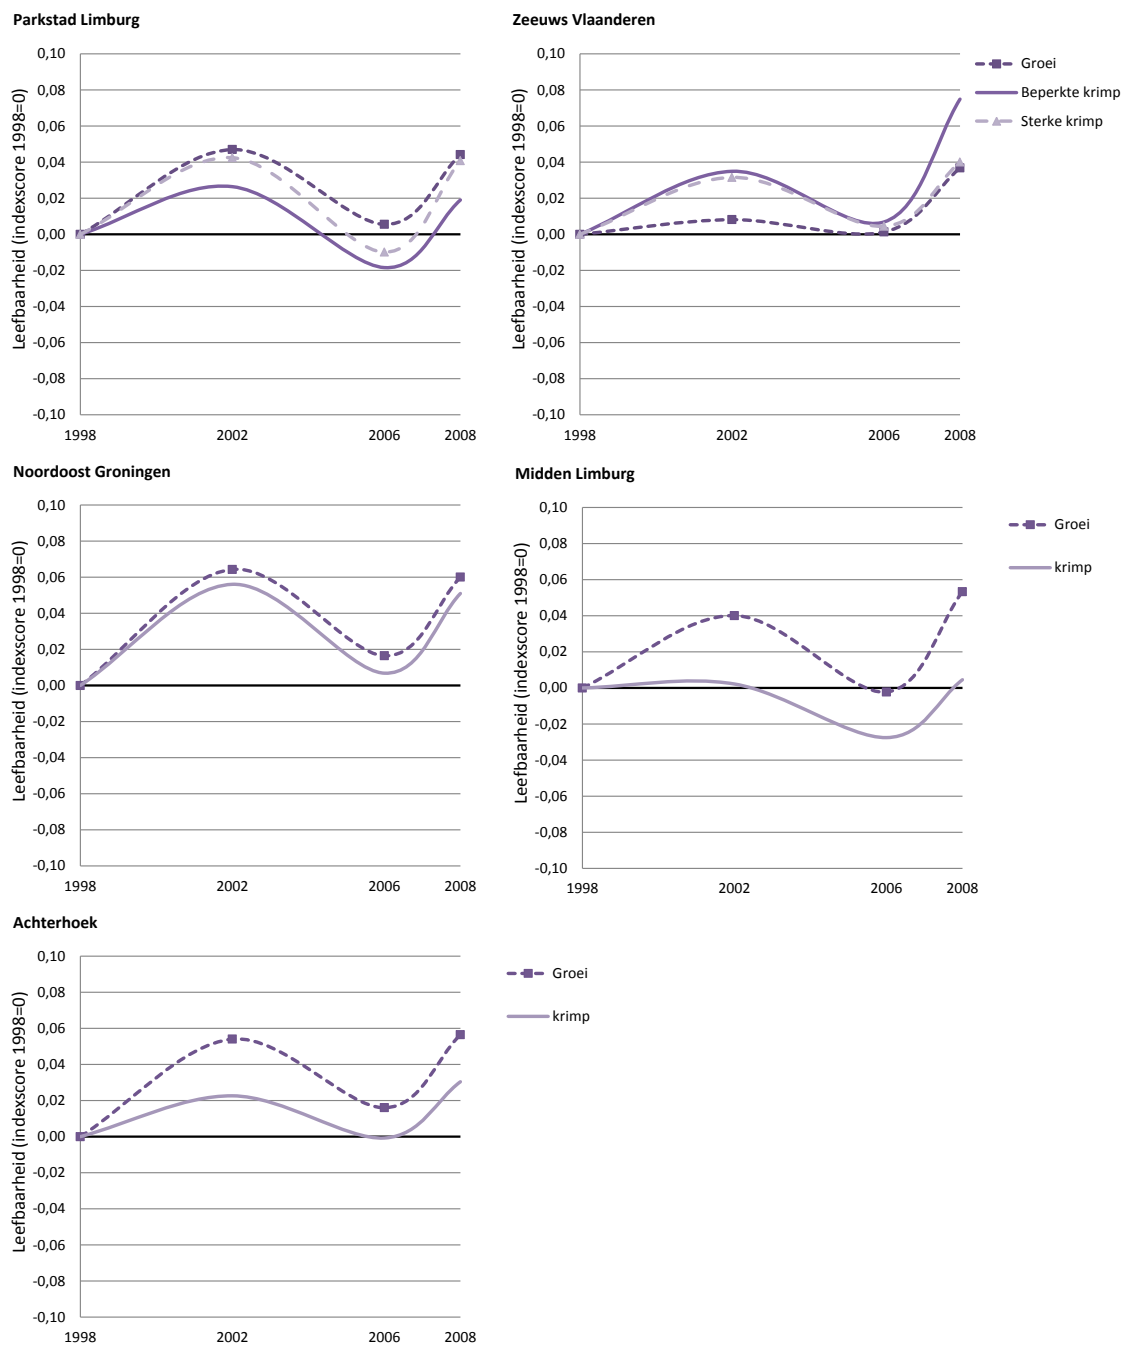 Parkstad Limburg
Leefbaarheid (indexscore 1998=0)
0,10
0,08
0,06
0,04
0,02
0,00
-0,02
-0,04
-0,06
-0,08
-0,10
1998 2002 2006 2008
Zeeuws Vlaanderen
Leefbaarheid (indexscore 1998=0)
0,10
0,08
0,06
0,04
0,02
0,00
-0,02
-0,04
-0,06
-0,08
-0,10
1998 2002 2006 2008
Groei
Beperkte krimp
Sterke krimp
Noordoost Groningen
Leefbaarheid (indexscore 1998=0)
0,10
0,08
0,06
0,04
0,02
0,00
-0,02
-0,04
-0,06
-0,08
-0,10
1998 2002 2006 2008
Midden Limburg
Leefbaarheid (indexscore 1998=0)
0,10
0,08
0,06
0,04
0,02
0,00
-0,02
-0,04
-0,06
-0,08
-0,10
1998 2002 2006 2008
Groei
krimp
Achterhoek
Leefbaarheid (indexscore 1998=0)
0,10
0,08
0,06
0,04
0,02
0,00
-0,02
-0,04
-0,06
-0,08
-0,10
1998 2002 2006 2008
Groei
krimp